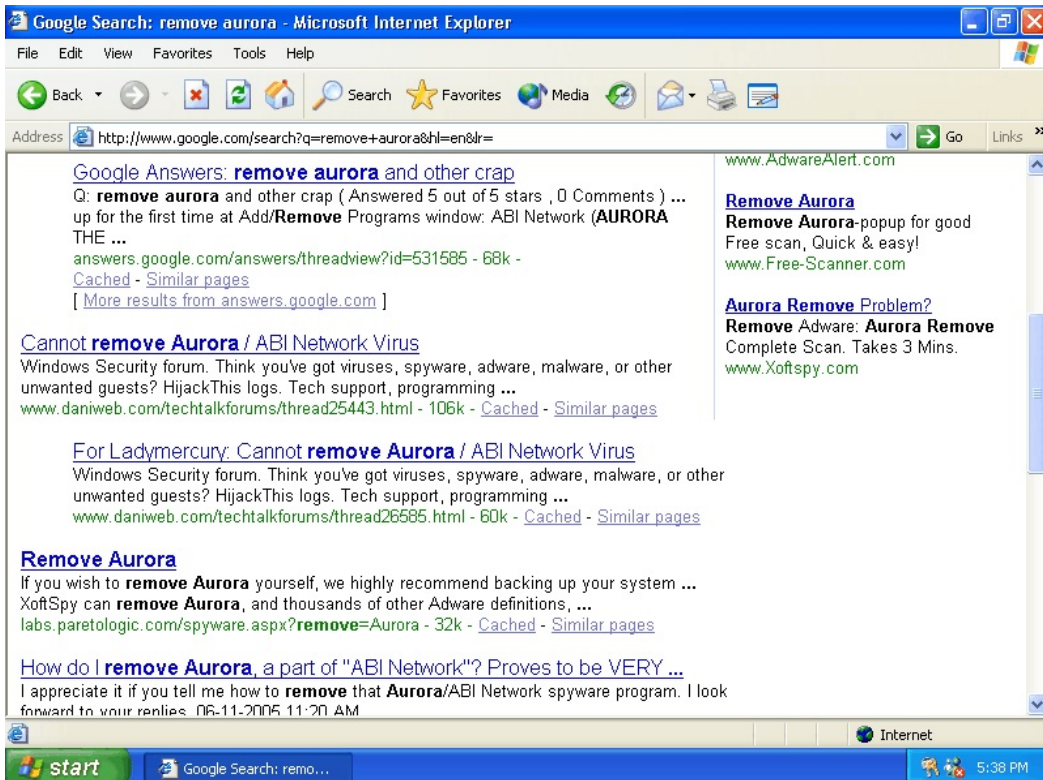 Google Search: remove aurora - Microsoft Internet Explorer
File Edit View Favorites Tools Help
Back Search Favorites Media
Address http://www.google.com/search?q=remove+aurora&hl=en&lr= Go Links »
Google Answers: remove aurora and other crap
Q: remove aurora and other crap ( Answered 5 out of 5 stars , 0 Comments ) ...
up for the first time at Add/Remove Programs window: ABI Network (AURORA
THE ...
answers.google.com/answers/threadview?id=531585 - 68k -
Cached - Similar pages
[ More results from answers.google.com ]
Cannot remove Aurora / ABI Network Virus
Windows Security forum. Think you've got viruses, spyware, adware, malware, or other
unwanted guests? HijackThis logs. Tech support, programming ...
www.daniweb.com/techtalkforums/thread25443.html - 106k - Cached - Similar pages
For Ladymercury: Cannot remove Aurora / ABI Network Virus
Windows Security forum. Think you've got viruses, spyware, adware, malware, or other
unwanted guests? HijackThis logs. Tech support, programming ...
www.daniweb.com/techtalkforums/thread26585.html - 60k - Cached - Similar pages
Remove Aurora
If you wish to remove Aurora yourself, we highly recommend backing up your system ...
XoftSpy can remove Aurora, and thousands of other Adware definitions, ...
labs.paretologic.com/spyware.aspx?remove=Aurora - 32k - Cached - Similar pages
How do I remove Aurora, a part of "ABI Network"? Proves to be VERY ...
I appreciate it if you tell me how to remove that Aurora/ABI Network spyware program. I look
forward to your replies. 06-11-2005 11:20 AM
www.AdwareAlert.com
Remove Aurora
Remove Aurora-popup for good
Free scan, Quick & easy!
www.Free-Scanner.com
Aurora Remove Problem?
Remove Adware: Aurora Remove
Complete Scan. Takes 3 Mins.
www.Xoftspy.com
Internet
start Google Search: remo... 5:38 PM